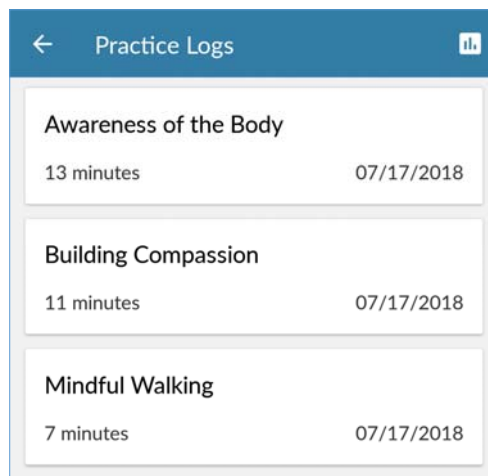 Practice Logs
Awareness of the Body
13 minutes 07/17/2018
Building Compassion
11 minutes 07/17/2018
Mindful Walking
7 minutes 07/17/2018